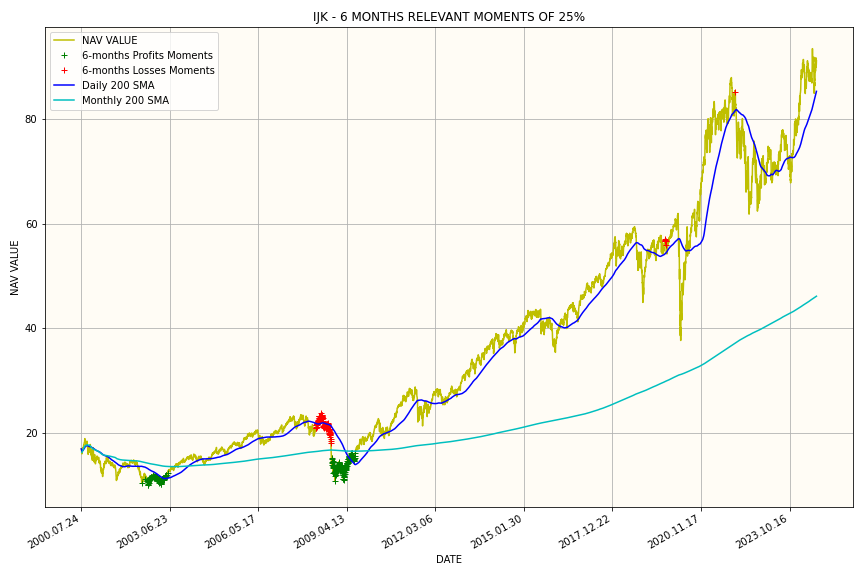 IJK - 6 MONTHS RELEVANT MOMENTS OF 25%
NAV VALUE
6-months Profits Moments
6-months Losses Moments
Daily 200 SMA
Monthly 200 SMA
80
60
40
20
NAV VALUE
2000.07.24
2003.06.23
2006.05.17
2009.04.13
2012.03.06
2015.01.30
2017.12.22
2020.11.17
2023.10.16
DATE